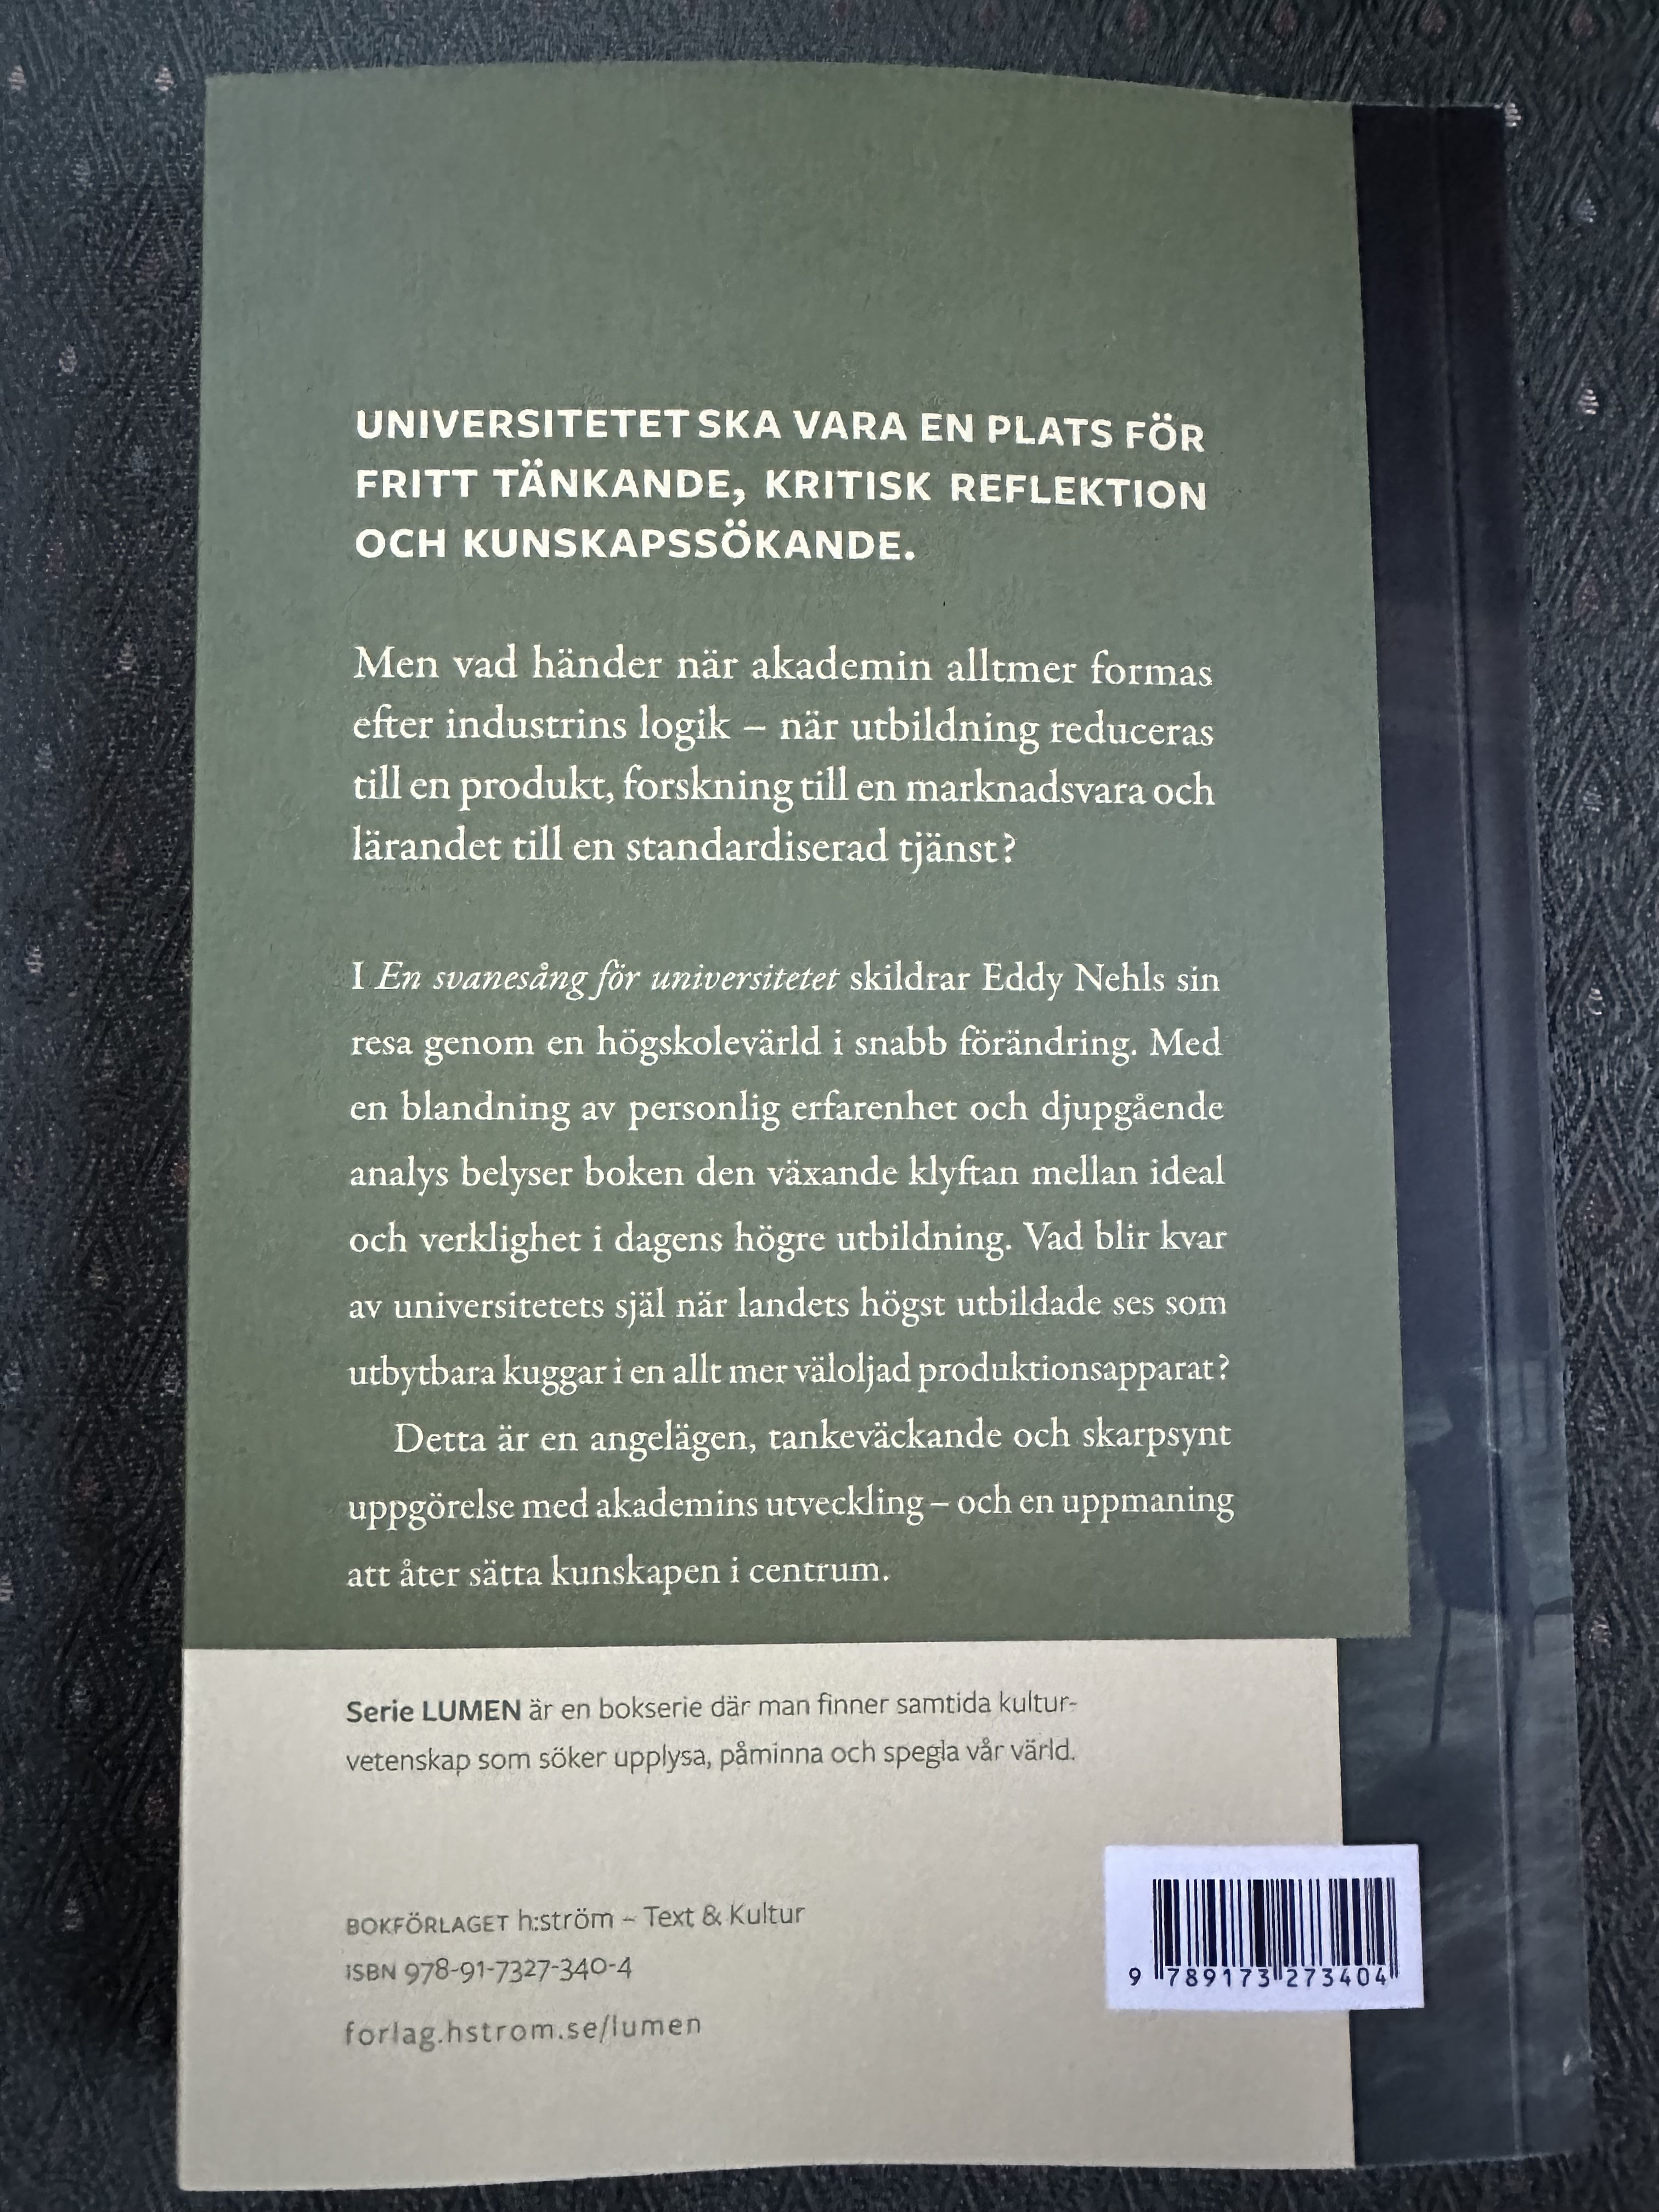 UNIVERSITETET SKA VARA EN PLATS FÖR
FRITT TÄNKANDE, KRITISK REFLEKTION
OCH KUNSKAPSSÖKANDE.
Men vad händer när akademin alltmer formas
efter industrins logik – när utbildning reduceras
till en produkt, forskning till en marknadsvara och
lärandet till en standardiserad tjänst?
I En svanesång för universitetet skildrar Eddy Nehls sin
resa genom en högskolevärld i snabb förändring. Med
en blandning av personlig erfarenhet och djupgående
analys belyser boken den växande klyftan mellan ideal
och verklighet i dagens högre utbildning. Vad blir kvar
av universitetets själ när landets högst utbildade ses som
utbytbara kuggar i en allt mer väloljad produktionsapparat?
Detta är en angelägen, tankeväckande och skarpsynt
uppgörelse med akademins utveckling – och en uppmaning
att åter sätta kunskapen i centrum.
Serie LUMEN är en bokserie där man finner samtida kultur-
vetenskap som söker upplysa, påminna och spegla vår värld.
BOKFÖRLAGET h:ström – Text & Kultur
ISBN 978-91-7327-340-4
forlag.hstrom.se/lumen
9 789173 273404